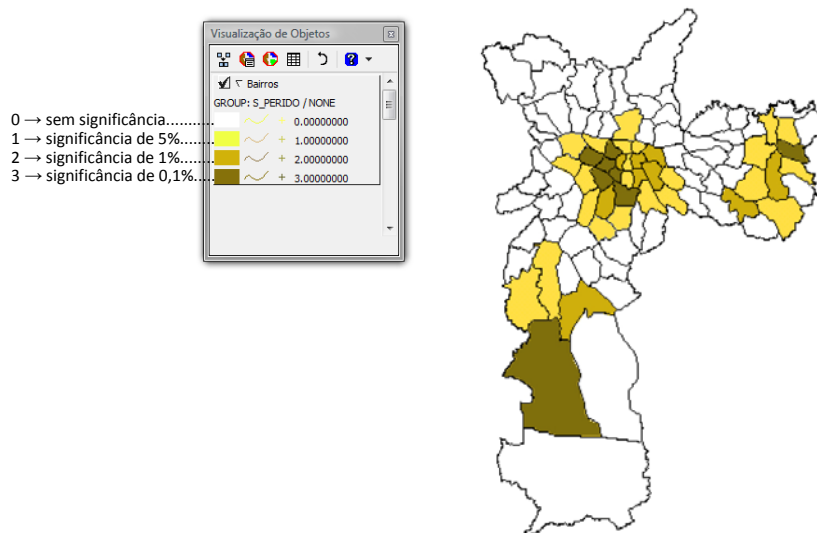 Visualização de Objetos
Bairros
GROUP: S_PERIDO / NONE
0 → sem significância.................. 0.00000000
1 → significância de 5%.............. 1.00000000
2 → significância de 1%.............. 2.00000000
3 → significância de 0,1%........... 3.00000000